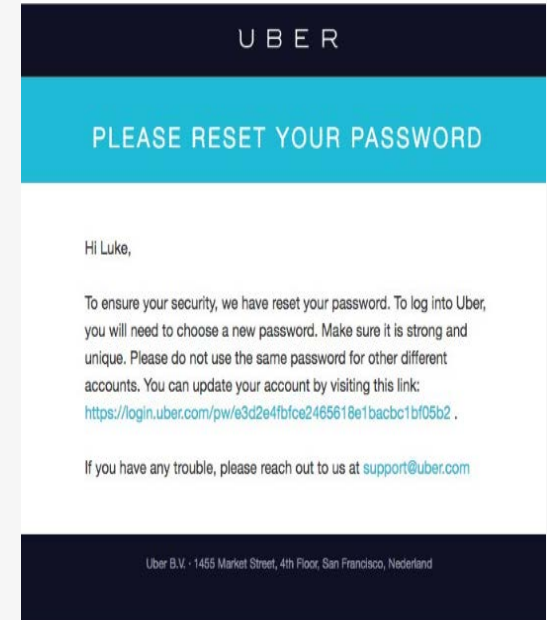 UBER
PLEASE RESET YOUR PASSWORD
Hi Luke,
To ensure your security, we have reset your password. To log into Uber,
you will need to choose a new password. Make sure it is strong and
unique. Please do not use the same password for other different
accounts. You can update your account by visiting this link:
https://login.uber.com/pw/e3d2e4fbfce2465618e1bacbc1bf05b2 .
If you have any trouble, please reach out to us at support@uber.com
Uber B.V. - 1455 Market Street, 4th Floor, San Francisco, Nederland